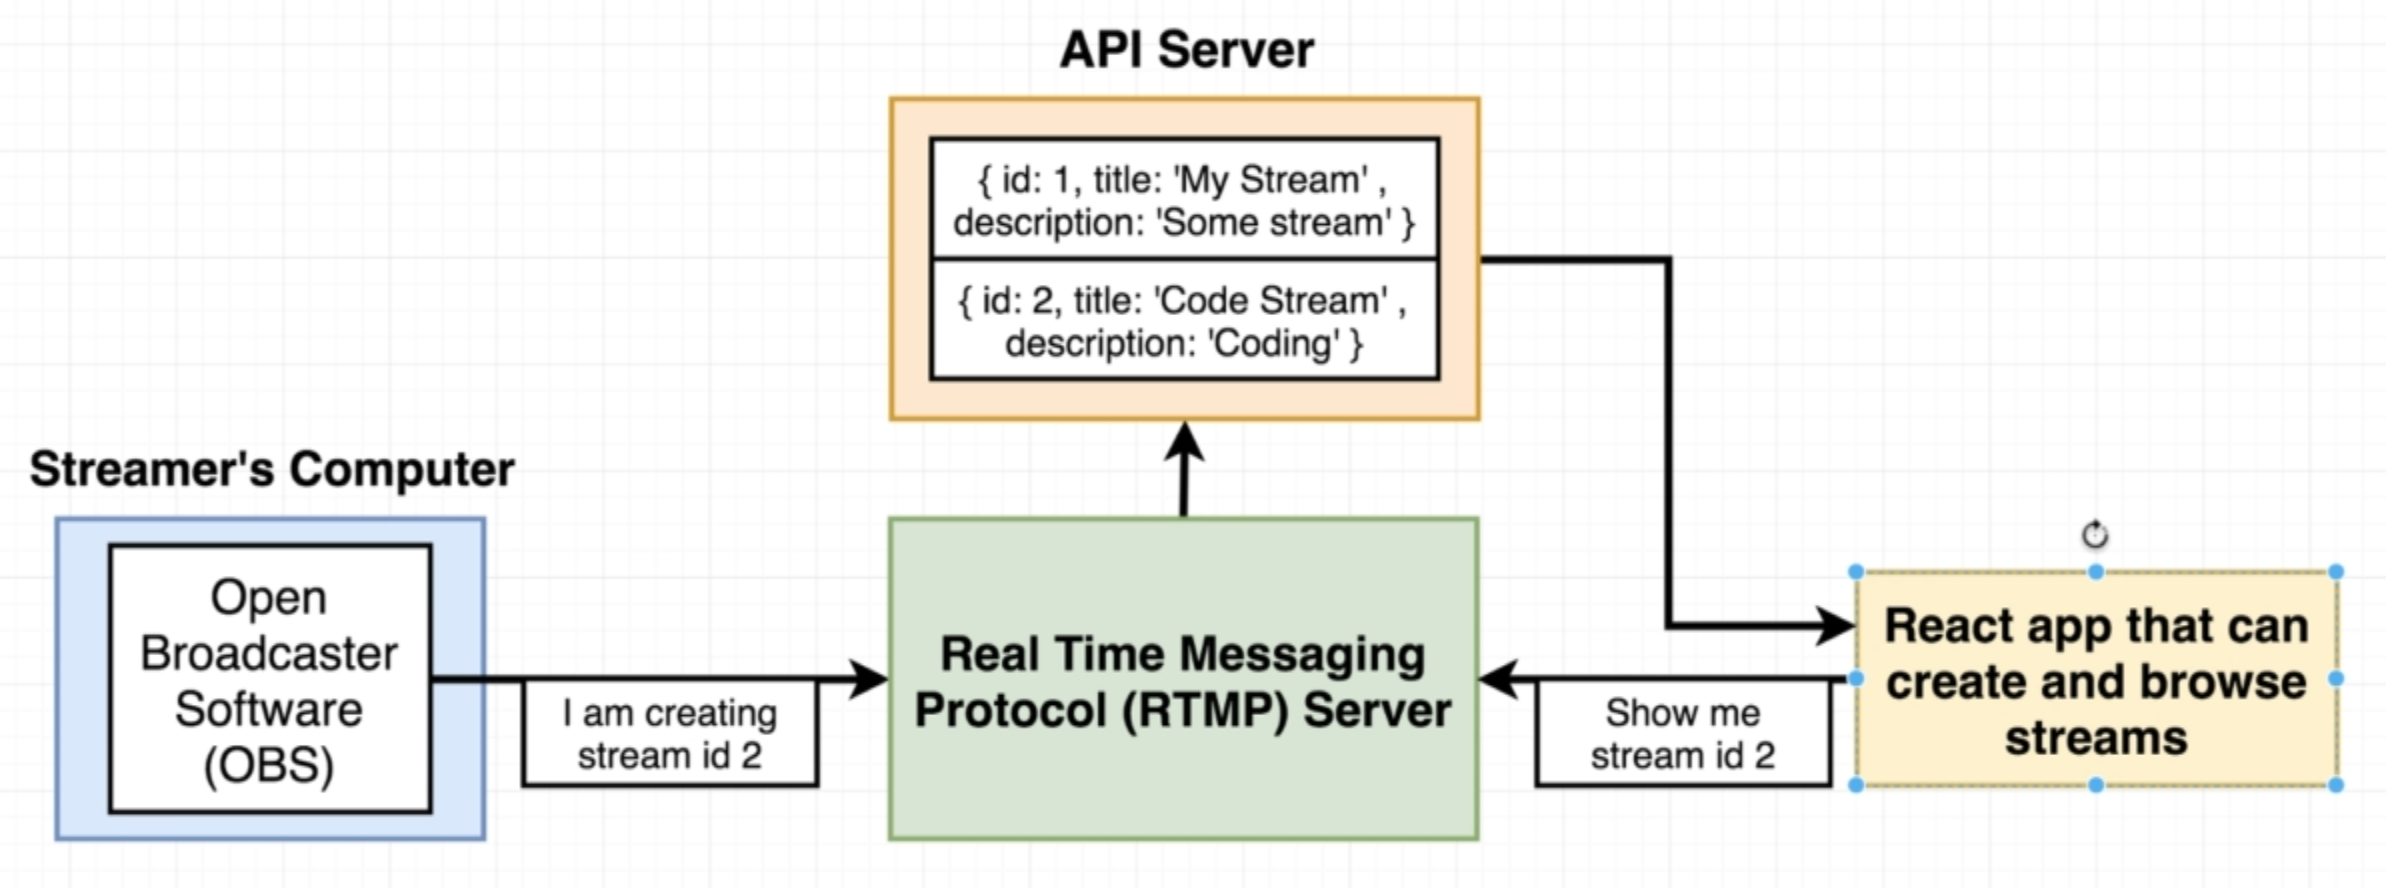 API Server
{ id: 1, title: 'My Stream' ,
description: 'Some stream' }
{ id: 2, title: 'Code Stream' ,
description: 'Coding' }
Streamer's Computer
Open
Broadcaster
Software
(OBS)
I am creating
stream id 2
Real Time Messaging
Protocol (RTMP) Server
Show me
stream id 2
React app that can
create and browse
streams